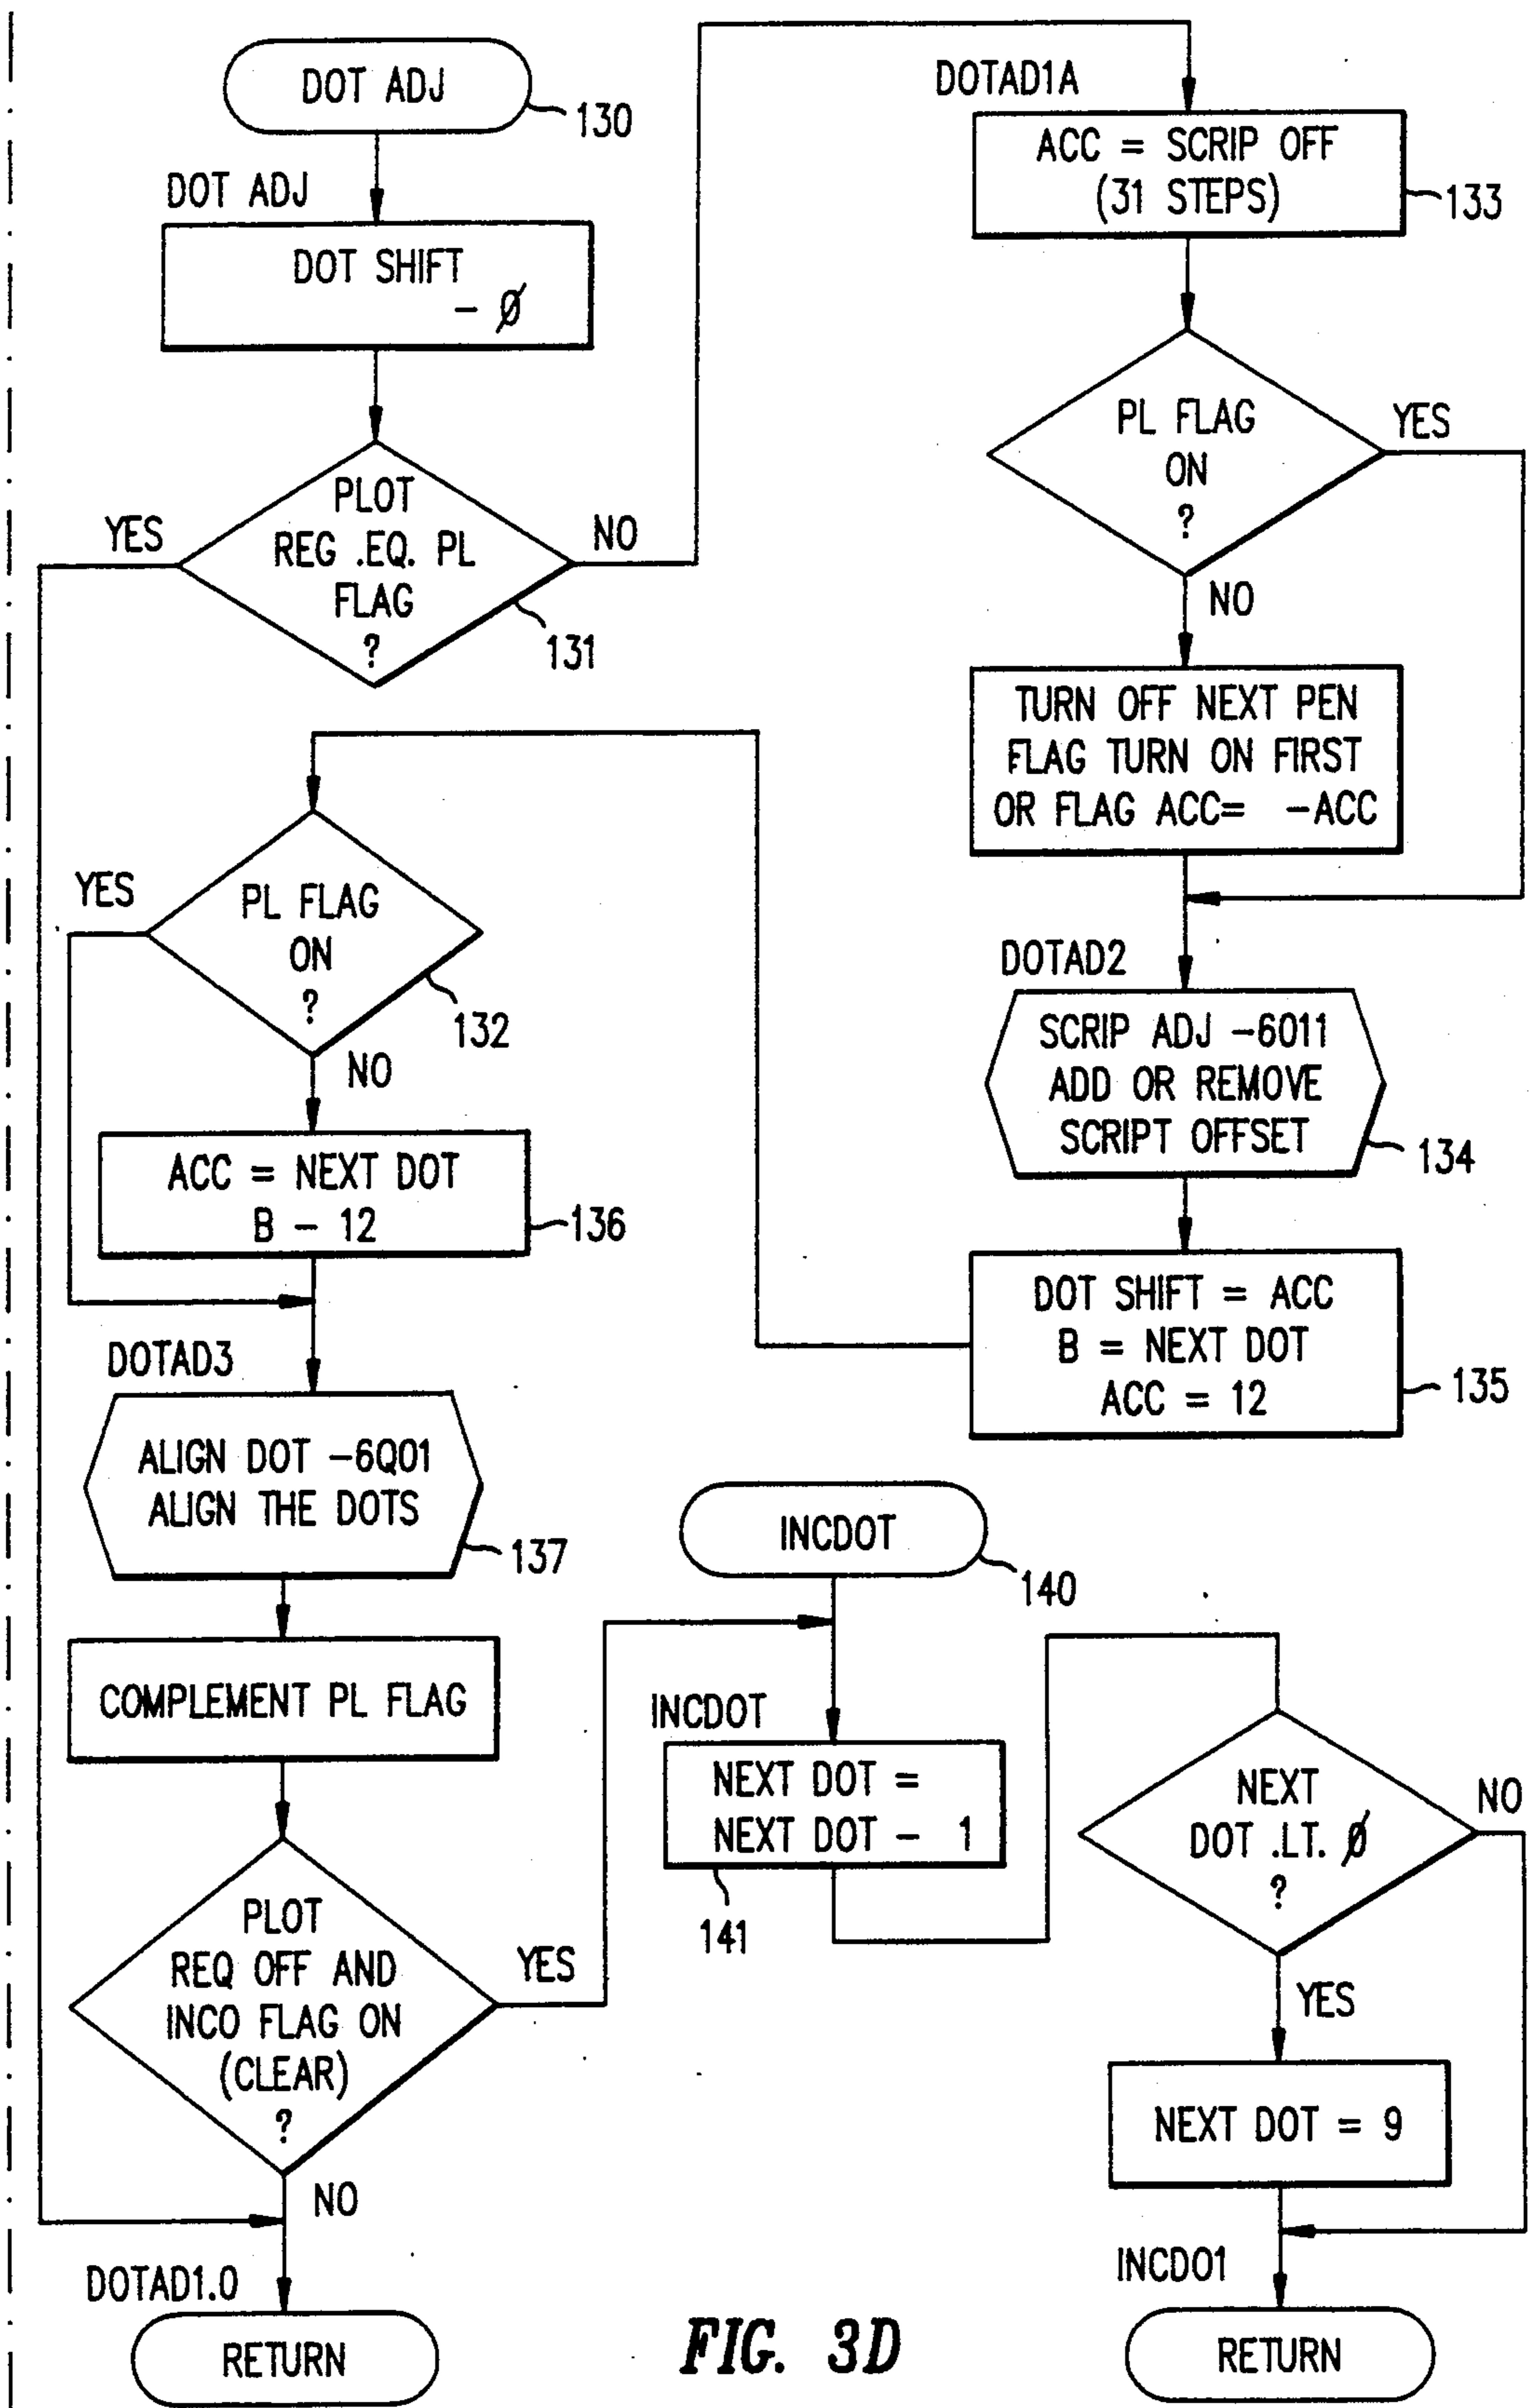 DOT ADJ
130
DOT ADJ
DOT SHIFT
- Ø
PLOT
REG .EQ. PL
FLAG
?
YES
NO
131
DOTAD1A
ACC = SCRIP OFF
(31 STEPS)
133
PL FLAG
ON
?
YES
NO
TURN OFF NEXT PEN
FLAG TURN ON FIRST
OR FLAG ACC= -ACC
DOTAD2
SCRIP ADJ -6011
ADD OR REMOVE
SCRIPT OFFSET
134
DOT SHIFT = ACC
B = NEXT DOT
ACC = 12
135
PL FLAG
ON
?
YES
NO
132
ACC = NEXT DOT
B - 12
136
DOTAD3
ALIGN DOT -6Q01
ALIGN THE DOTS
137
COMPLEMENT PL FLAG
PLOT
REQ OFF AND
INCO FLAG ON
(CLEAR)
?
YES
NO
DOTAD1.0
RETURN
INCDOT
140
INCDOT
NEXT DOT =
NEXT DOT - 1
141
NEXT
DOT .LT. Ø
?
NO
YES
NEXT DOT = 9
INCDO1
RETURN
FIG. 3D